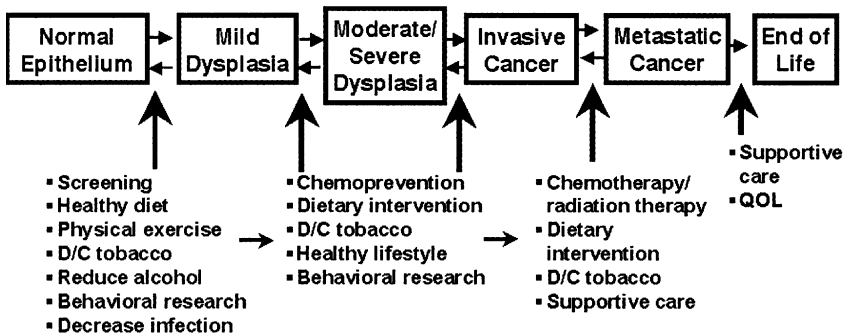 Normal
Epithelium
Mild
Dysplasia
Moderate/
Severe
Dysplasia
Invasive
Cancer
Metastatic
Cancer
End of
Life
▪ Screening
▪ Healthy diet
▪ Physical exercise
▪ D/C tobacco
▪ Reduce alcohol
▪ Behavioral research
▪ Decrease infection
▪ Chemoprevention
▪ Dietary intervention
▪ D/C tobacco
▪ Healthy lifestyle
▪ Behavioral research
▪ Chemotherapy/
radiation therapy
▪ Dietary
intervention
▪ D/C tobacco
▪ Supportive care
▪ Supportive
care
▪ QOL